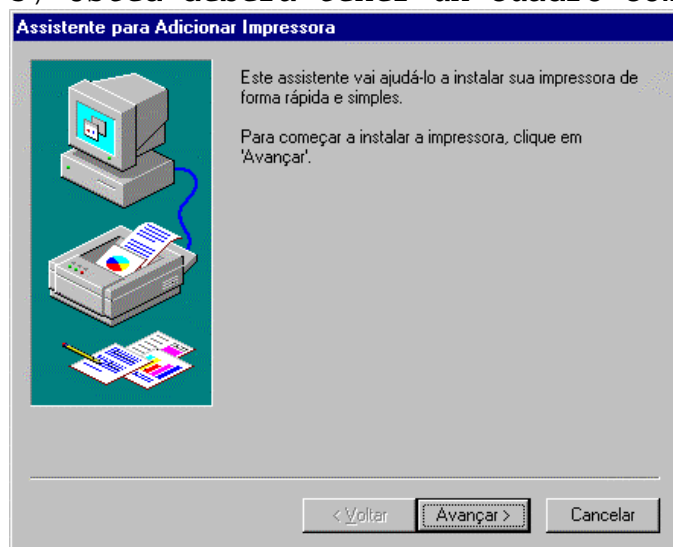 Assistente para Adicionar Impressora
Este assistente vai ajudá-lo a instalar sua impressora de
forma rápida e simples.
Para começar a instalar a impressora, clique em
'Avançar'.
< Voltar
Avançar >
Cancelar